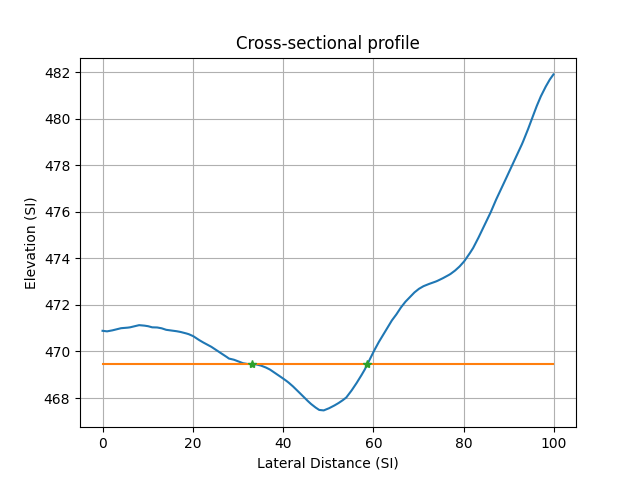 Cross-sectional profile
Elevation (SI)
482
480
478
476
474
472
470
468
0 20 40 60 80 100
Lateral Distance (SI)